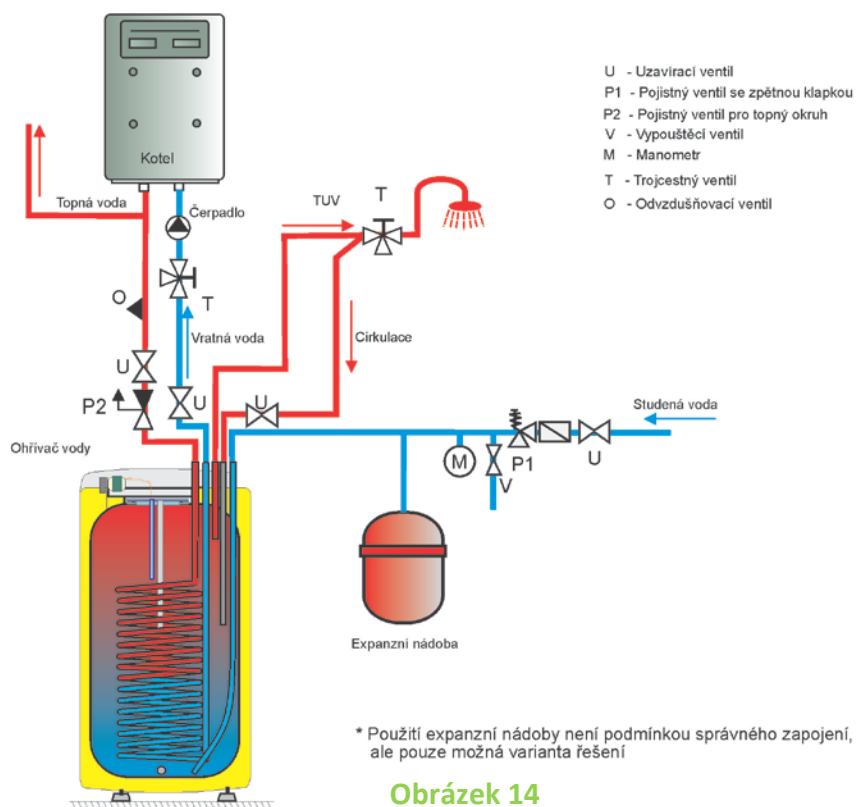 Kotel
Topná voda
Čerpadlo
TUV
T
O
T
Vratná voda
Cirkulace
U
P2
U
U
Studená voda
Ohřívač vody
M
V
P1
U
Expanzní nádoba
U - Uzavírací ventil
P1 - Pojistný ventil se zpětnou klapkou
P2 - Pojistný ventil pro topný okruh
V - Vypouštěcí ventil
M - Manometr
T - Trojcestný ventil
O - Odvzdušňovací ventil
* Použití expanzní nádoby není podmínkou správného zapojení,
ale pouze možná varianta řešení
Obrázek 14